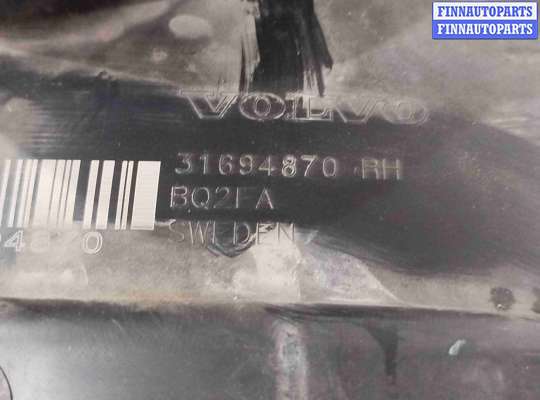 FINNAUTOPARTS
FINNAUTOPARTS
VOLVO
31694870 RH
BQ2FA
SWEDEN